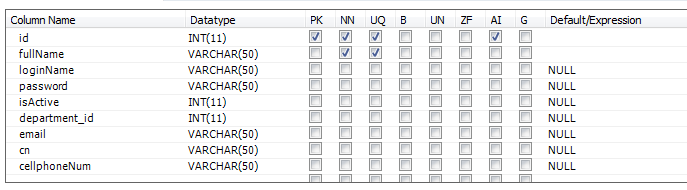 Column Name Datatype PK NN UQ B UN ZF AI G Default/Expression
id INT(11)
fullName VARCHAR(50)
loginName VARCHAR(50) NULL
password VARCHAR(50) NULL
isActive INT(11) NULL
department_id INT(11) NULL
email VARCHAR(50) NULL
cn VARCHAR(50) NULL
cellphoneNum VARCHAR(50) NULL